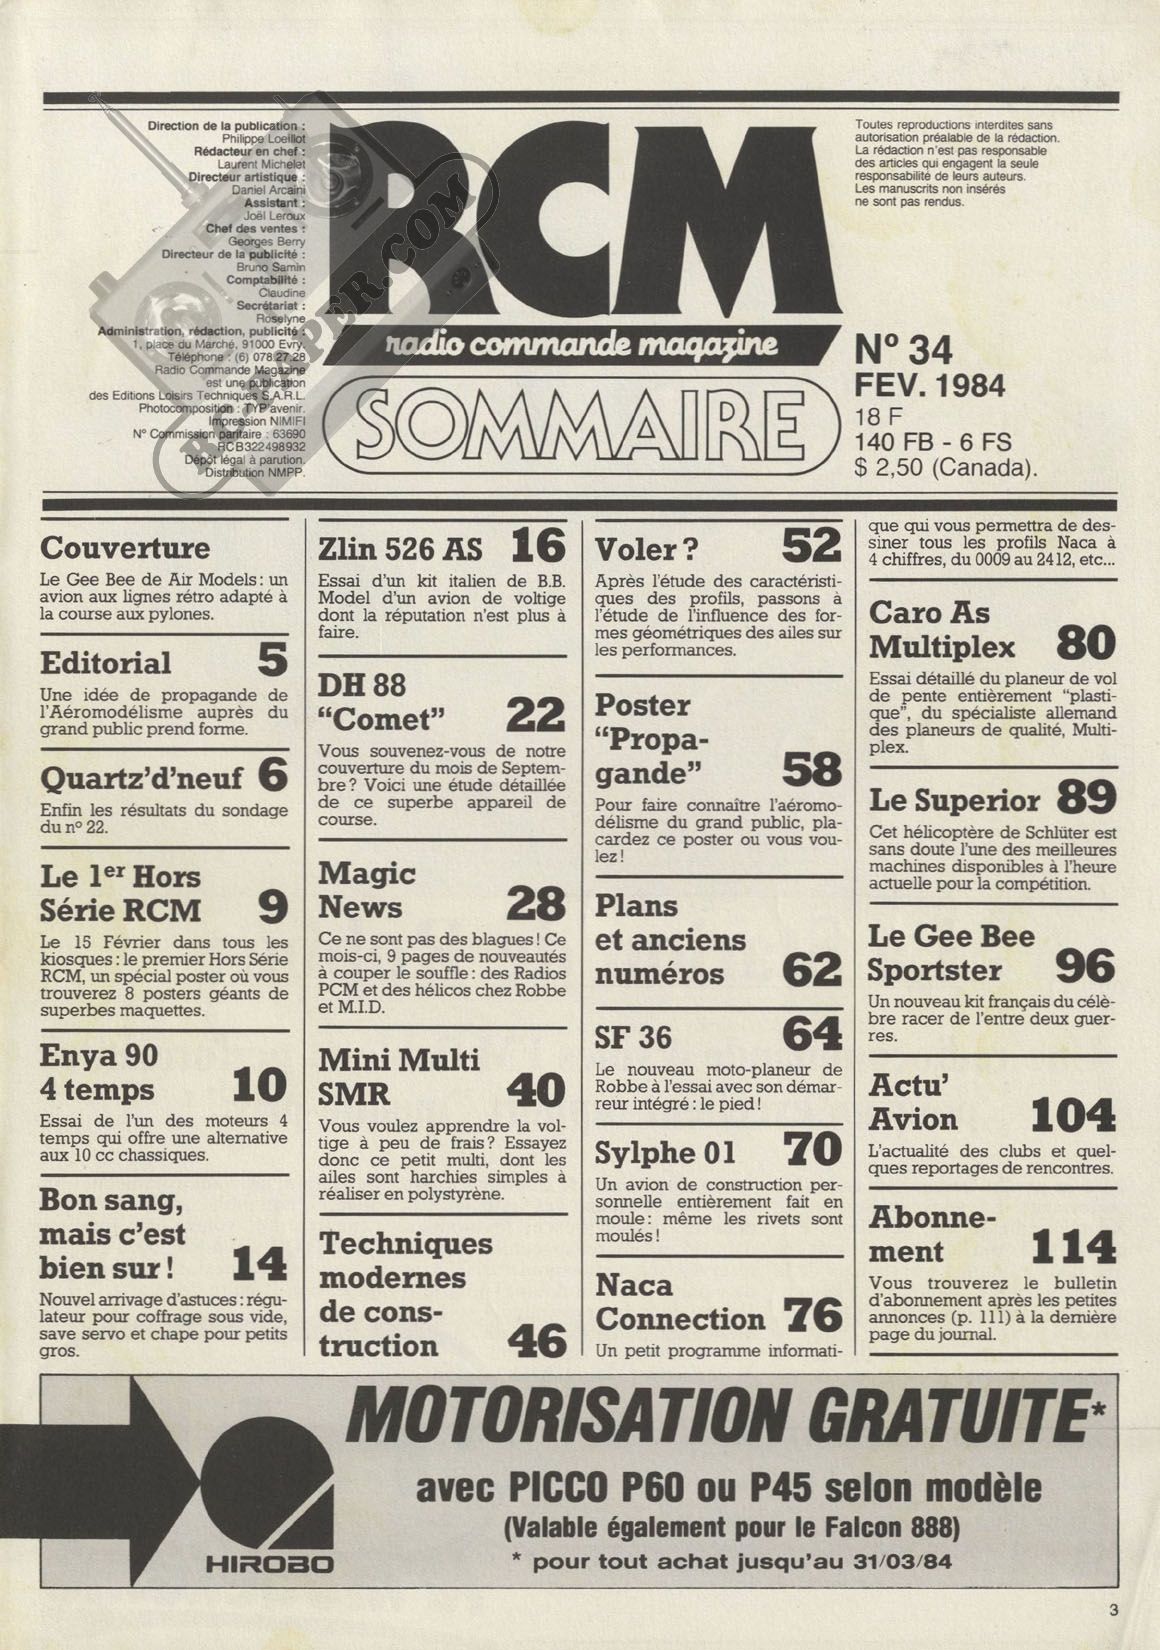 Direction de la publication :
Philippe Loeillot
Rédacteur en chef :
Laurent Michelet
Directeur artistique :
Daniel Arcaini
Assistant :
Joël Leroux
Chef des ventes :
Georges Berry
Directeur de la publicité :
Bruno Samin
Comptabilité :
Claudine
Secrétariat :
Roselyne
Administration, rédaction, publicité :
1, place du Marché, 91000 Evry.
Téléphone : (6) 078.27.28
Radio Commande Magazine
est une publication
des Editions Loisirs Techniques S.A.R.L.
Photocomposition : TYP'avenir.
Impression NIMIFI
N° Commission paritaire : 63690
RCB322498932
Dépôt légal à parution.
Distribution NMPP.
RCM
radio commande magazine
SOMMAIRE
Toutes reproductions interdites sans
autorisation préalable de la rédaction.
La rédaction n'est pas responsable
des articles qui engagent la seule
responsabilité de leurs auteurs.
Les manuscrits non insérés
ne sont pas rendus.
N° 34
FEV. 1984
18 F
140 FB - 6 FS
$ 2,50 (Canada).
Couverture
Le Gee Bee de Air Models : un
avion aux lignes rétro adapté à
la course aux pylones.
Editorial 5
Une idée de propagande de
l'Aéromodélisme auprès du
grand public prend forme.
Quartz'd'neuf 6
Enfin les résultats du sondage
du n° 22.
Le 1er Hors
Série RCM 9
Le 15 Février dans tous les
kiosques : le premier Hors Série
RCM, un spécial poster où vous
trouverez 8 posters géants de
superbes maquettes.
Enya 90
4 temps 10
Essai de l'un des moteurs 4
temps qui offre une alternative
aux 10 cc chassiques.
Bon sang,
mais c'est
bien sur ! 14
Nouvel arrivage d'astuces : régu-
lateur pour coffrage sous vide,
save servo et chape pour petits
gros.
Zlin 526 AS 16
Essai d'un kit italien de B.B.
Model d'un avion de voltige
dont la réputation n'est plus à
faire.
DH 88
"Comet" 22
Vous souvenez-vous de notre
couverture du mois de Septem-
bre ? Voici une étude détaillée
de ce superbe appareil de
course.
Magic
News 28
Ce ne sont pas des blagues ! Ce
mois-ci, 9 pages de nouveautés
à couper le souffle : des Radios
PCM et des hélicos chez Robbe
et M.I.D.
Mini Multi
SMR 40
Vous voulez apprendre la vol-
tige à peu de frais ? Essayez
donc ce petit multi, dont les
ailes sont harchies simples à
réaliser en polystyrène.
Techniques
modernes
de cons-
truction 46
Voler ? 52
Après l'étude des caractéristi-
ques des profils, passons à
l'étude de l'influence des for-
mes géométriques des ailes sur
les performances.
Poster
"Propa-
gande" 58
Pour faire connaître l'aéromo-
délisme du grand public, pla-
cardez ce poster ou vous vou-
lez !
Plans
et anciens
numéros 62
SF 36 64
Le nouveau moto-planeur de
Robbe à l'essai avec son démar-
reur intégré : le pied !
Sylphe 01 70
Un avion de construction per-
sonnelle entièrement fait en
moule : même les rivets sont
moulés !
Naca
Connection 76
Un petit programme informati-
que qui vous permettra de des-
siner tous les profils Naca à
4 chiffres, du 0009 au 2412, etc...
Caro As
Multiplex 80
Essai détaillé du planeur de vol
de pente entièrement "plasti-
que", du spécialiste allemand
des planeurs de qualité, Multi-
plex.
Le Superior 89
Cet hélicoptère de Schlüter est
sans doute l'une des meilleures
machines disponibles à l'heure
actuelle pour la compétition.
Le Gee Bee
Sportster 96
Un nouveau kit français du célè-
bre racer de l'entre deux guer-
res.
Actu'
Avion 104
L'actualité des clubs et quel-
ques reportages de rencontres.
Abonne-
ment 114
Vous trouverez le bulletin
d'abonnement après les petites
annonces (p. 111) à la dernière
page du journal.
MOTORISATION GRATUITE*
avec PICCO P60 ou P45 selon modèle
(Valable également pour le Falcon 888)
* pour tout achat jusqu'au 31/03/84
HIROBO
3